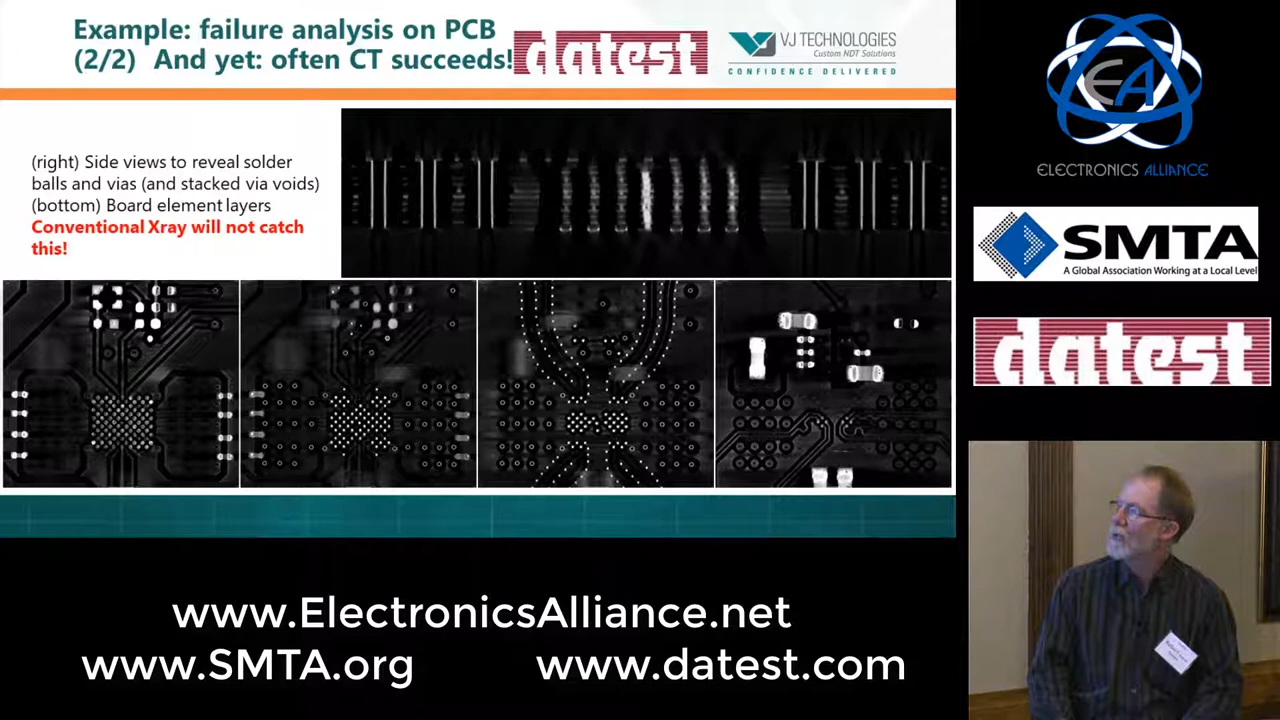 Example: failure analysis on PCB
(2/2) And yet: often CT succeeds!
datest
VJ TECHNOLOGIES
Custom NDT Solutions
CONFIDENCE DELIVERED
(right) Side views to reveal solder
balls and vias (and stacked via voids)
(bottom) Board element layers
Conventional Xray will not catch
this!
EA
ELECTRONICS ALLIANCE
SMTA
A Global Association Working at a Local Level
datest
www.ElectronicsAlliance.net
www.SMTA.org
www.datest.com